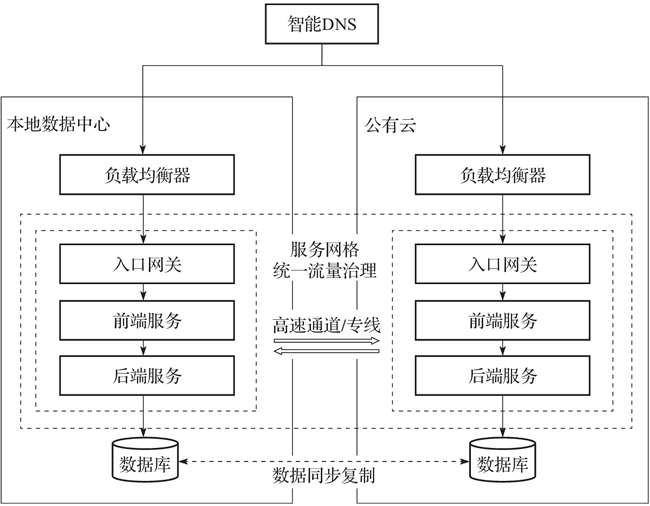 智能DNS
本地数据中心
公有云
负载均衡器
负载均衡器
服务网格
统一流量治理
入口网关
入口网关
前端服务
高速通道/专线
前端服务
后端服务
后端服务
数据库
数据同步复制
数据库